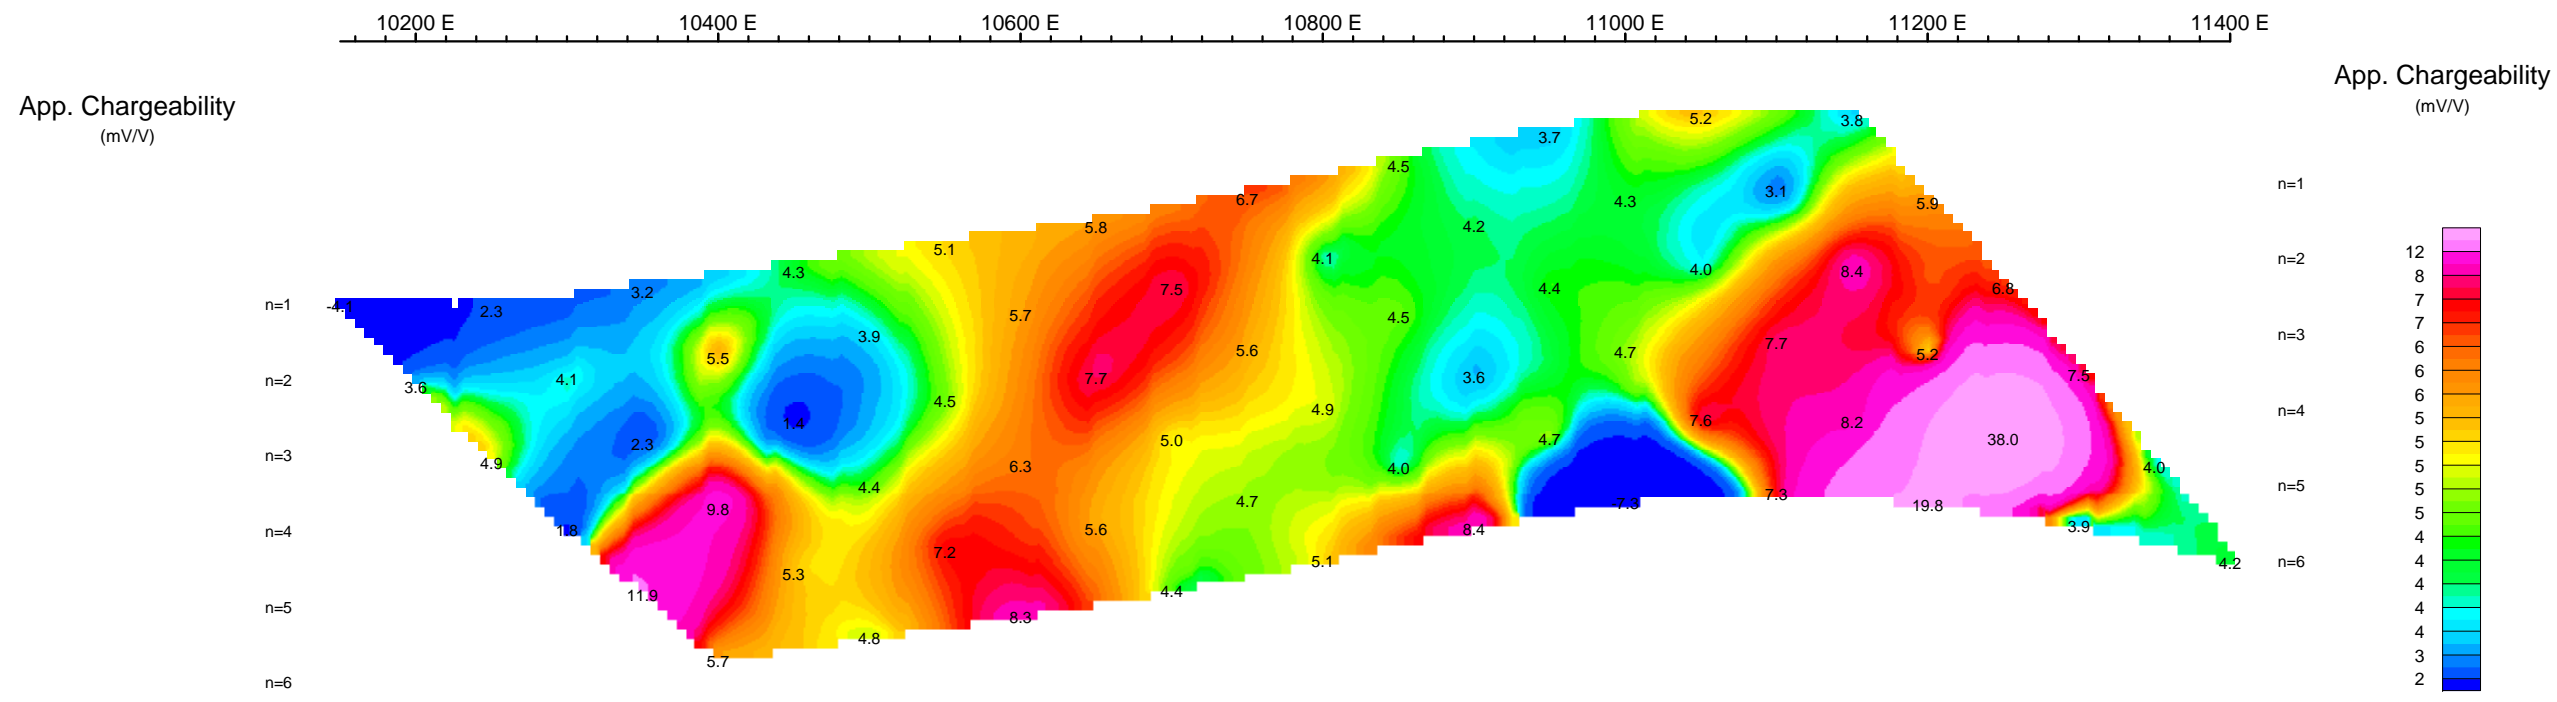 10200 E 10400 E 10600 E 10800 E 11000 E 11200 E 11400 E
App. Chargeability
(mV/V)
App. Chargeability
(mV/V)
5.2 3.8
3.7
4.5
n=1
3.1
6.7 4.3 5.9
5.8 4.2
5.1
4.3 4.1 4.0 8.4 n=2
3.2 7.5 4.4 6.8
n=1 -4.1 2.3 5.7 4.5
3.9 7.7 n=3
5.5 5.6 4.7 5.2
n=2 3.6 4.1 7.7 3.6 7.5
4.5 4.9 n=4
1.4 7.6 8.2
2.3 5.0 4.7 38.0
n=3 4.9 6.3 4.0 4.0
4.4 7.3 n=5
9.8 4.7 -7.3 19.8
n=4 1.8 5.6 8.4 3.9
7.2 5.1 4.2 n=6
5.3
11.9 4.4
n=5 8.3
4.8
5.7
n=6
12
8
7
7
6
6
6
5
5
5
5
5
4
4
4
4
4
3
2